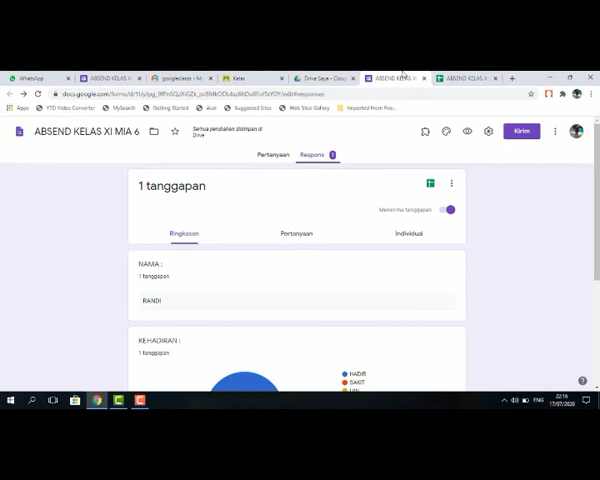 WhatsApp
ABSEND KELAS XI MIA
Kelas
Drive Saya - Goog
ABSEND KELAS XI
ABSEND KELAS XI MIA
Apps
YTD Video Converter
MySearch
Getting Started
Acer
Suggested Sites
Web Slice Gallery
Imported From...
ABSEND KELAS XI MIA 6
Semua perubahan disimpan di
Drive
Kirim
Pertanyaan
Respons 1
1 tanggapan
Menerima tanggapan
Ringkasan
Pertanyaan
Individual
NAMA :
1 tanggapan
RANDI
KEHADIRAN :
1 tanggapan
HADIR
SAKIT
ENG
22:16
17/07/2020